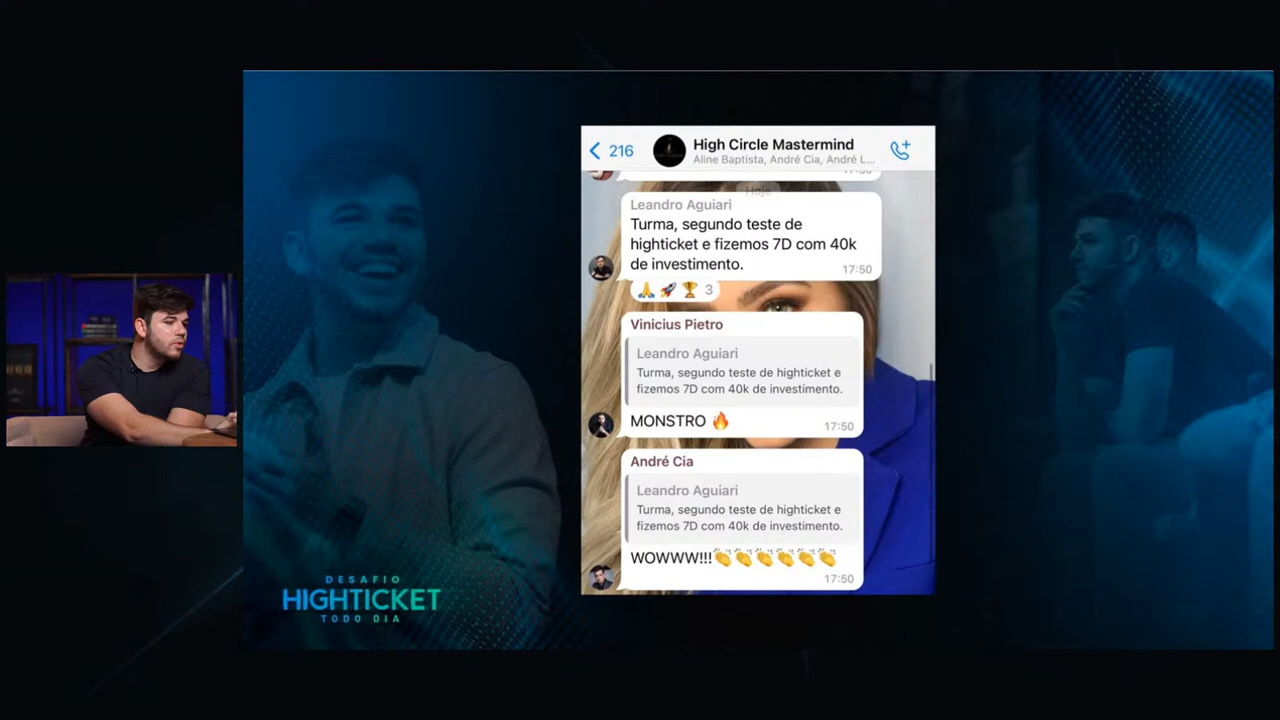 216
High Circle Mastermind
Aline Baptista, André Cia, André L...
17:50
Hoje
Leandro Aguiari
Turma, segundo teste de
highticket e fizemos 7D com 40k
de investimento.
17:50
🙏🚀🏆 3
Vinicius Pietro
Leandro Aguiari
Turma, segundo teste de highticket e
fizemos 7D com 40k de investimento.
MONSTRO 🔥
17:50
André Cia
Leandro Aguiari
Turma, segundo teste de highticket e
fizemos 7D com 40k de investimento.
WOWWW!!!👏👏👏👏👏👏
17:50
DESAFIO
HIGHTICKET
TODO DIA